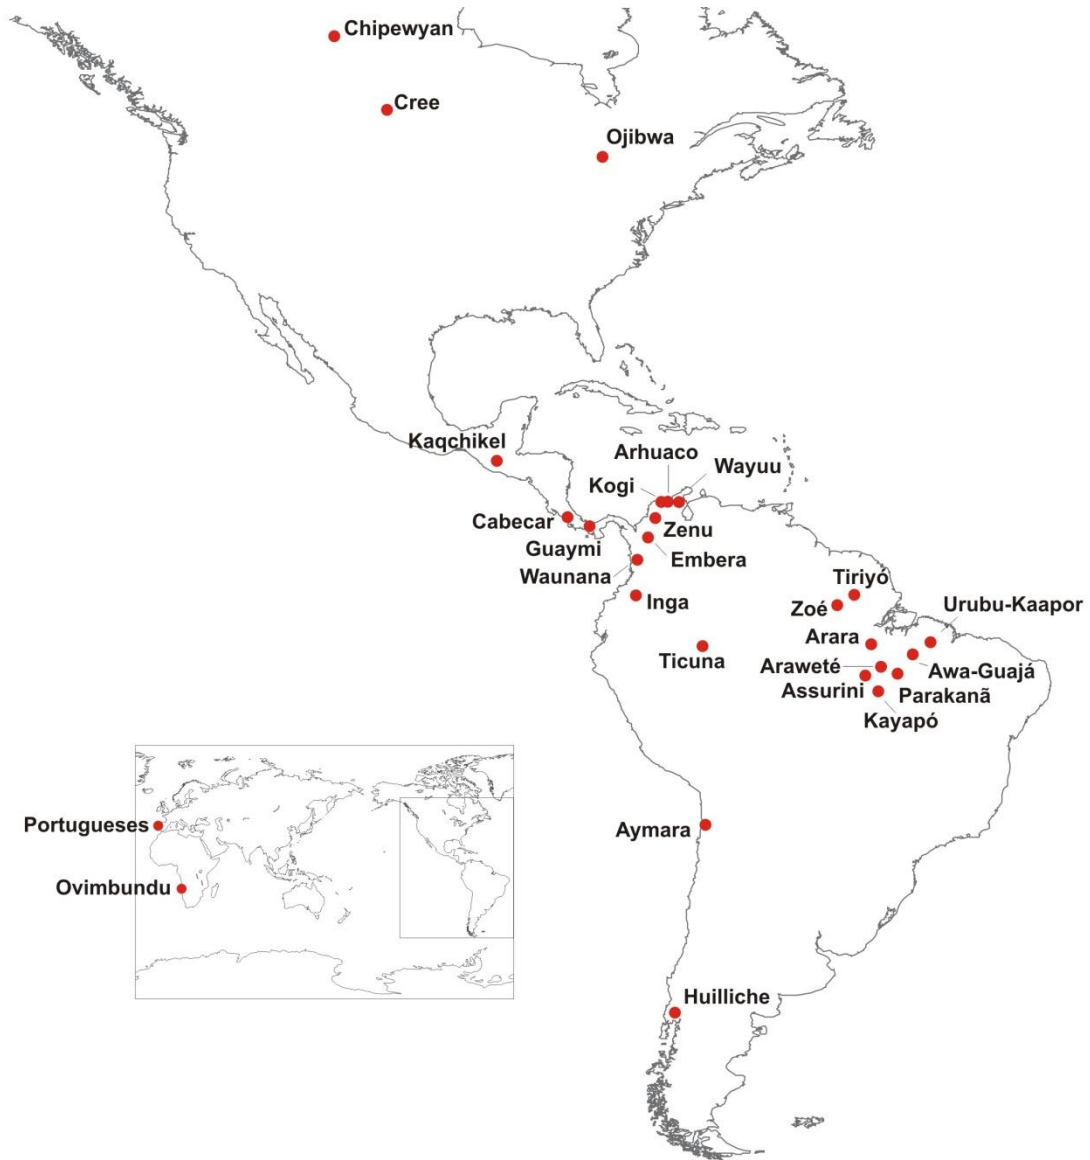 Chipewyan
Cree
Ojibwa
Kaqchikel
Arhuaco
Wayuu
Kogi
Cabecar
Zenu
Guaymi
Embera
Waunana
Tiriyó
Inga
Zoé
Urubu-Kaapor
Arara
Ticuna
Araweté
Awa-Guajá
Assurini
Parakanã
Kayapó
Portugueses
Aymara
Ovimbundu
Huilliche